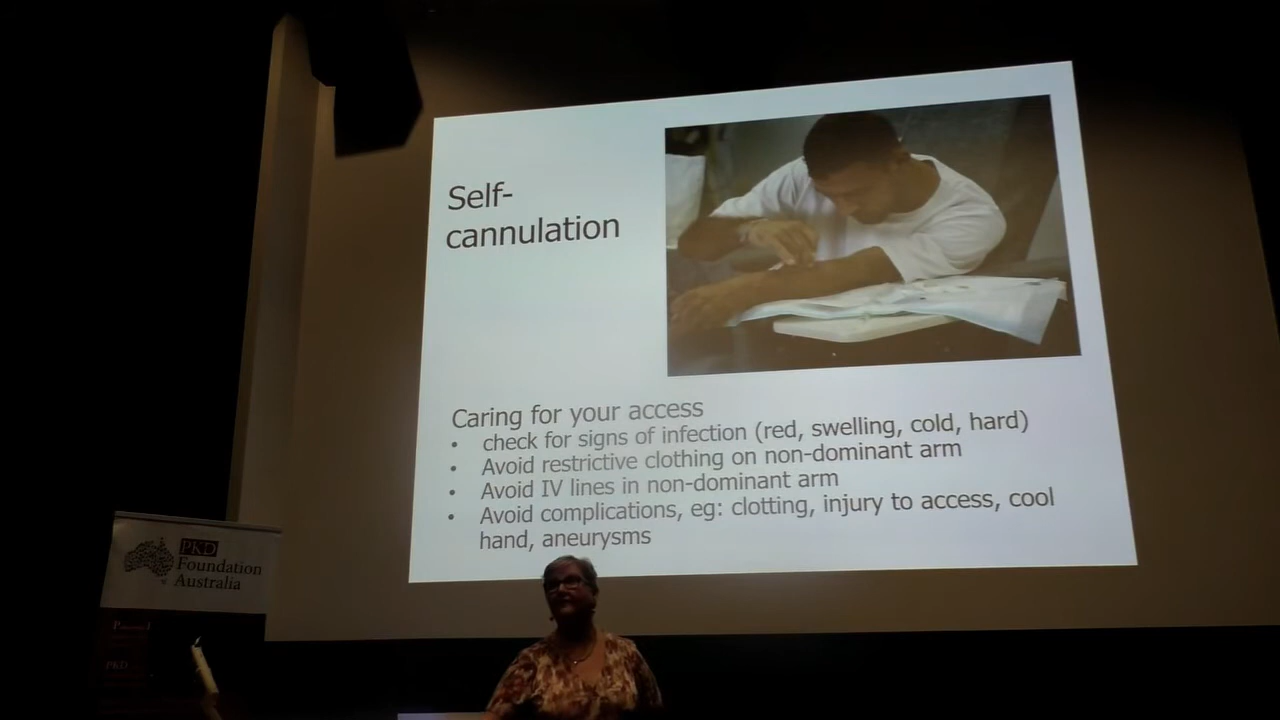 Self-
cannulation
Caring for your access
• check for signs of infection (red, swelling, cold, hard)
• Avoid restrictive clothing on non-dominant arm
• Avoid IV lines in non-dominant arm
• Avoid complications, eg: clotting, injury to access, cool
hand, aneurysms
PKD
Foundation
Australia
PKD